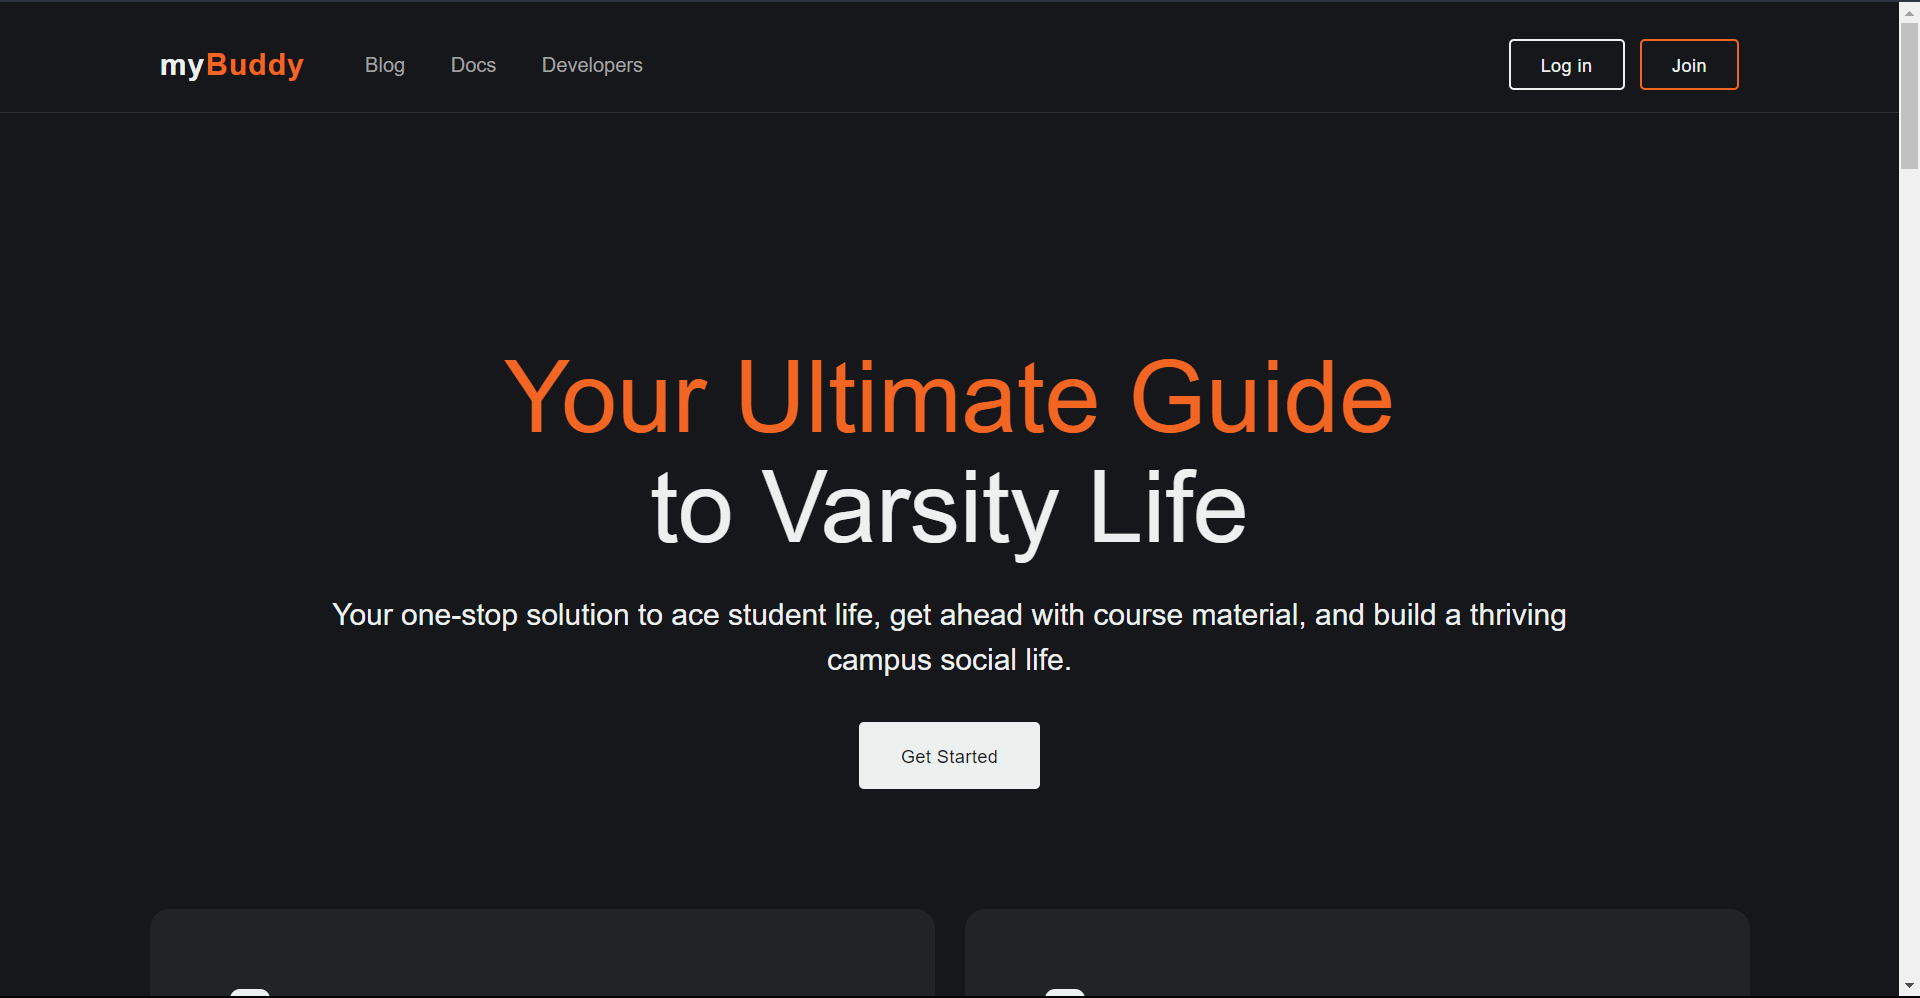 myBuddy Blog Docs Developers Log in Join
Your Ultimate Guide
to Varsity Life
Your one-stop solution to ace student life, get ahead with course material, and build a thriving
campus social life.
Get Started